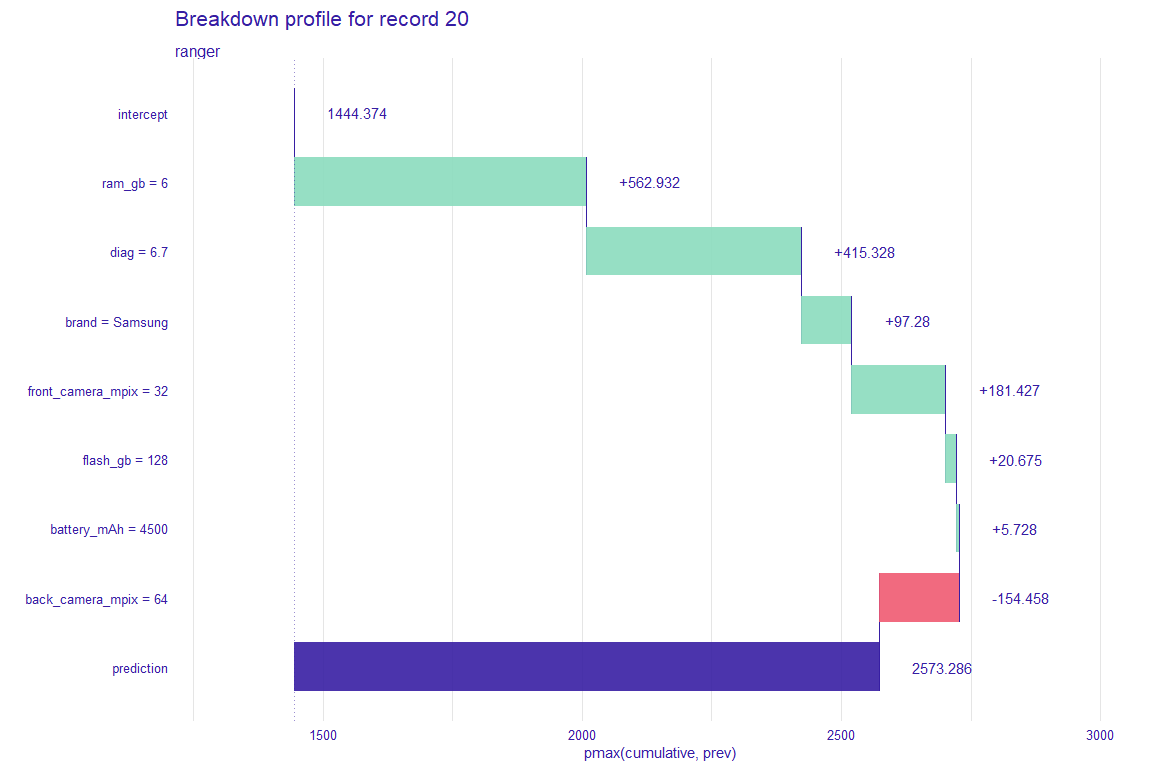 Breakdown profile for record 20
ranger
intercept 1444.374
ram_gb = 6 +562.932
diag = 6.7 +415.328
brand = Samsung +97.28
front_camera_mpix = 32 +181.427
flash_gb = 128 +20.675
battery_mAh = 4500 +5.728
back_camera_mpix = 64 -154.458
prediction 2573.286
1500 2000 2500 3000
pmax(cumulative, prev)